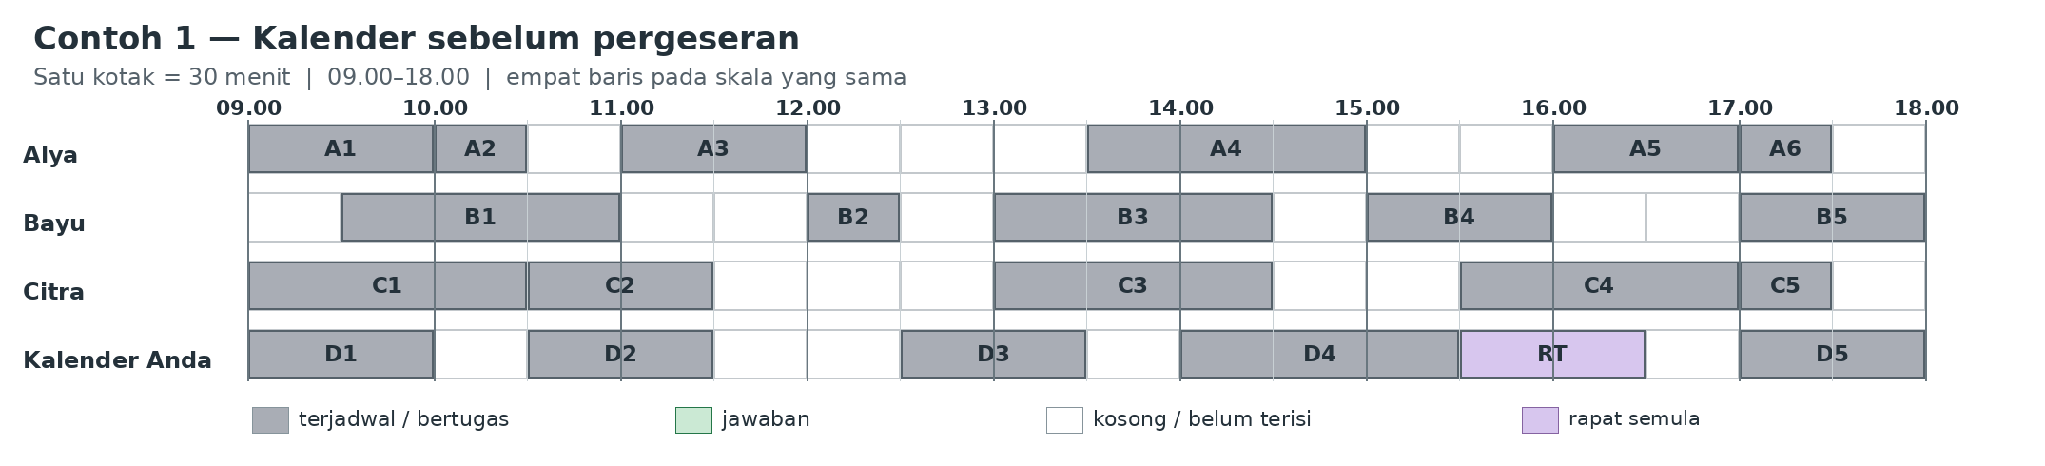 Contoh 1 — Kalender sebelum pergeseran
Satu kotak = 30 menit | 09.00–18.00 | empat baris pada skala yang sama
09.00 10.00 11.00 12.00 13.00 14.00 15.00 16.00 17.00 18.00
Alya A1 A2 A3 A4 A5 A6
Bayu B1 B2 B3 B4 B5
Citra C1 C2 C3 C4 C5
Kalender Anda D1 D2 D3 D4 RT D5
terjadwal / bertugas jawaban kosong / belum terisi rapat semula